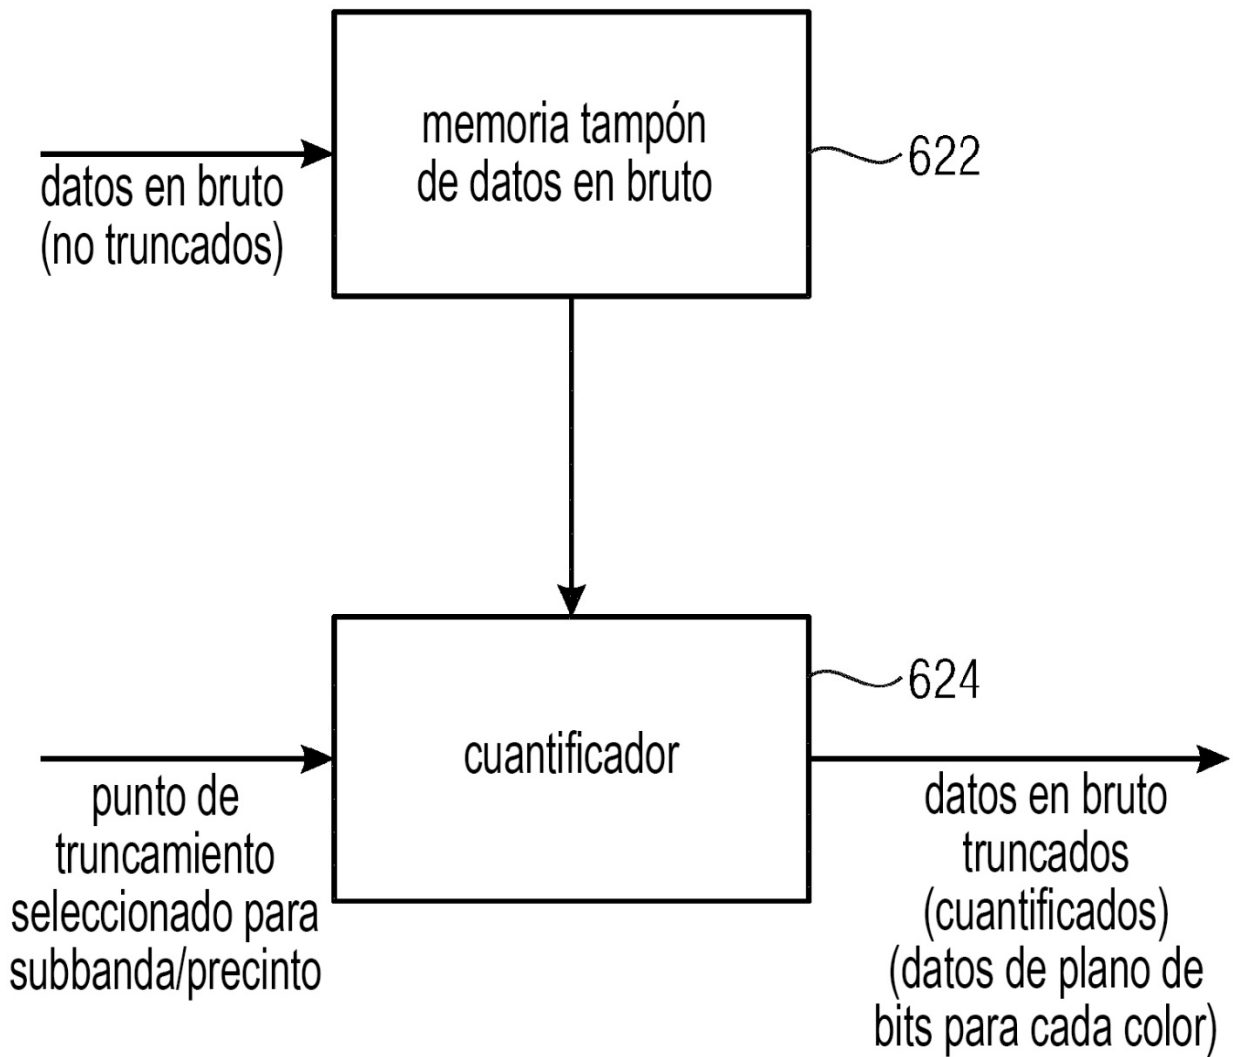 memoria tampón
de datos en bruto
622
datos en bruto
(no truncados)
624
cuantificador
punto de
truncamiento
seleccionado para
subbanda/precinto
datos en bruto
truncados
(cuantificados)
(datos de plano de
bits para cada color)